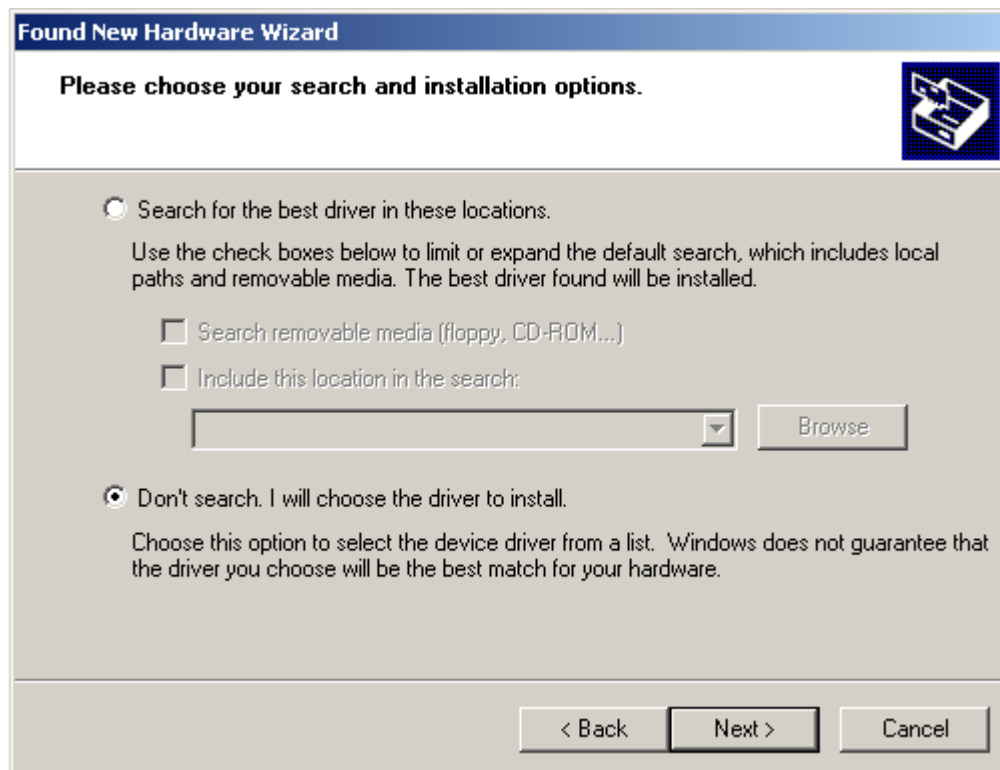 Found New Hardware Wizard
Please choose your search and installation options.
Search for the best driver in these locations.
Use the check boxes below to limit or expand the default search, which includes local
paths and removable media. The best driver found will be installed.
Search removable media (floppy, CD-ROM...)
Include this location in the search:
Browse
Don't search. I will choose the driver to install.
Choose this option to select the device driver from a list.  Windows does not guarantee that
the driver you choose will be the best match for your hardware.
< Back Next > Cancel